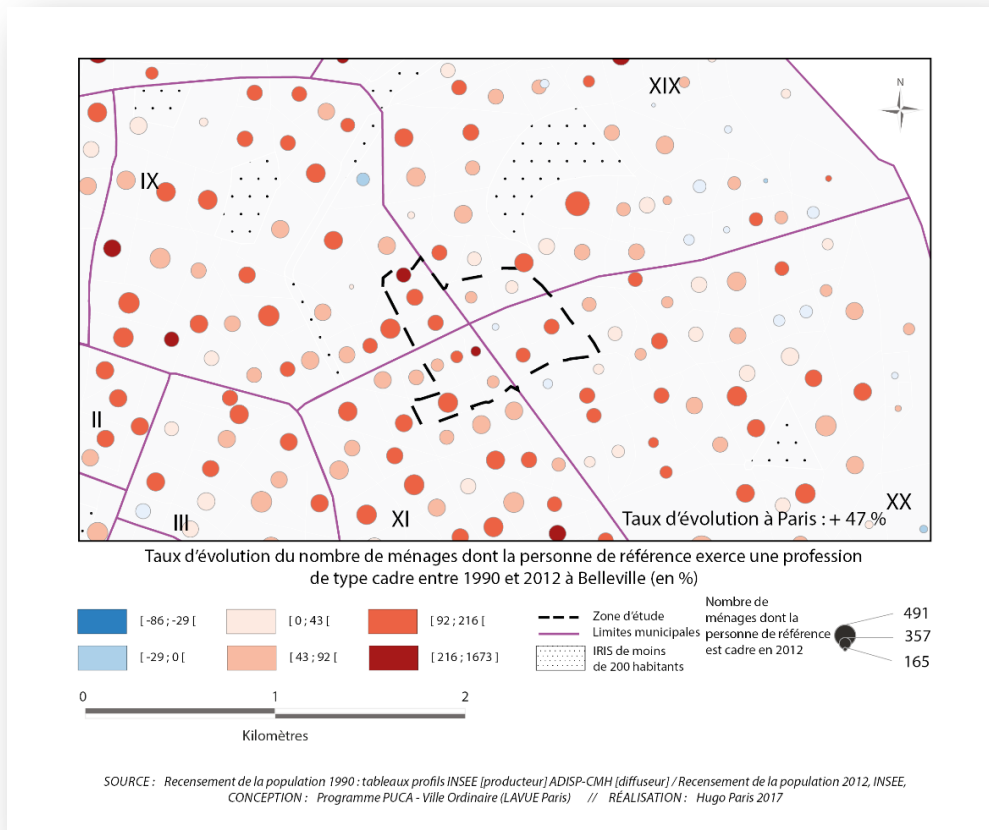 XIX
N
IX
II
III
XI
XX
Taux d'évolution à Paris : + 47 %
Taux d'évolution du nombre de ménages dont la personne de référence exerce une profession
de type cadre entre 1990 et 2012 à Belleville (en %)
[ -86 ; -29 [
[ 0 ; 43 [
[ 92 ; 216 [
[ -29 ; 0 [
[ 43 ; 92 [
[ 216 ; 1673 ]
Zone d'étude
Limites municipales
IRIS de moins
de 200 habitants
Nombre de
ménages dont la
personne de référence
est cadre en 2012
491
357
165
0
1
2
Kilomètres
SOURCE : Recensement de la population 1990 : tableaux profils INSEE [producteur] ADISP-CMH [diffuseur] / Recensement de la population 2012, INSEE,
CONCEPTION : Programme PUCA - Ville Ordinaire (LAVUE Paris) // RÉALISATION : Hugo Paris 2017